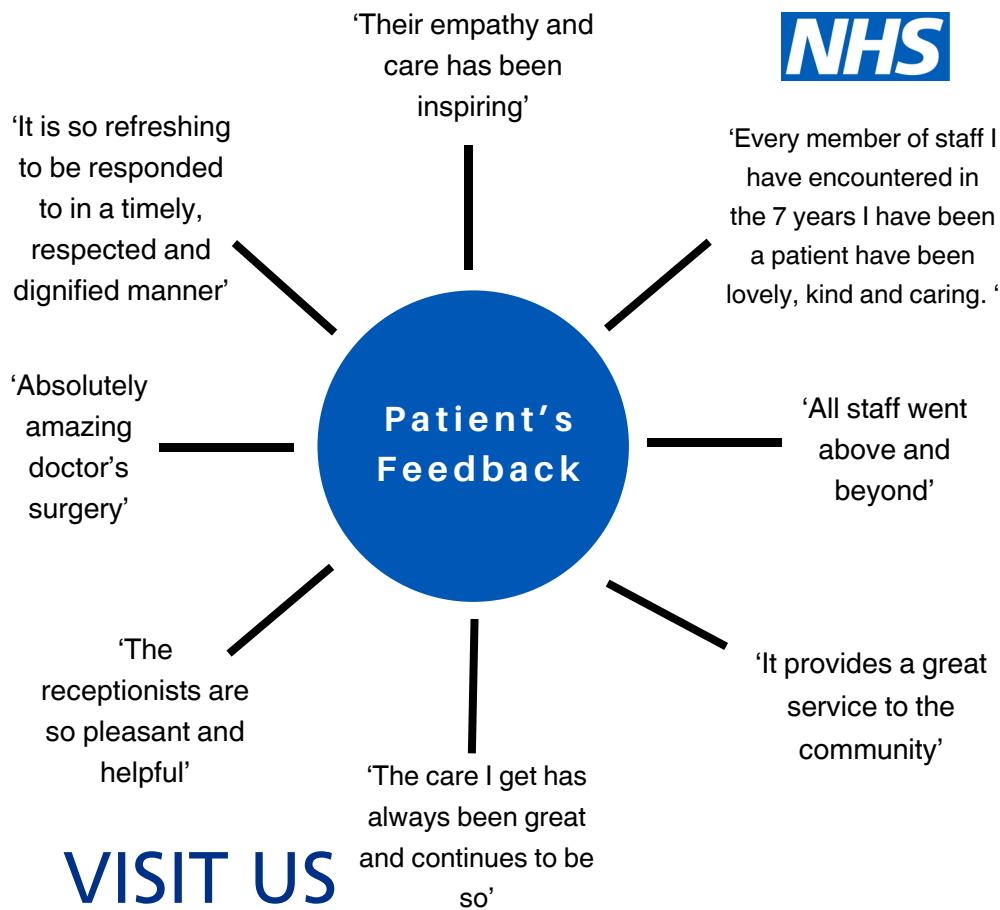 ‘Their empathy and
care has been
inspiring’
NHS
‘It is so refreshing
to be responded
to in a timely,
respected and
dignified manner’
‘Every member of staff I
have encountered in
the 7 years I have been
a patient have been
lovely, kind and caring. ‘
‘Absolutely
amazing
doctor’s
surgery’
Patient’s
Feedback
‘All staff went
above and
beyond’
‘The
receptionists are
so pleasant and
helpful’
‘It provides a great
service to the
community’
‘The care I get has
always been great
and continues to be
so’
VISIT US